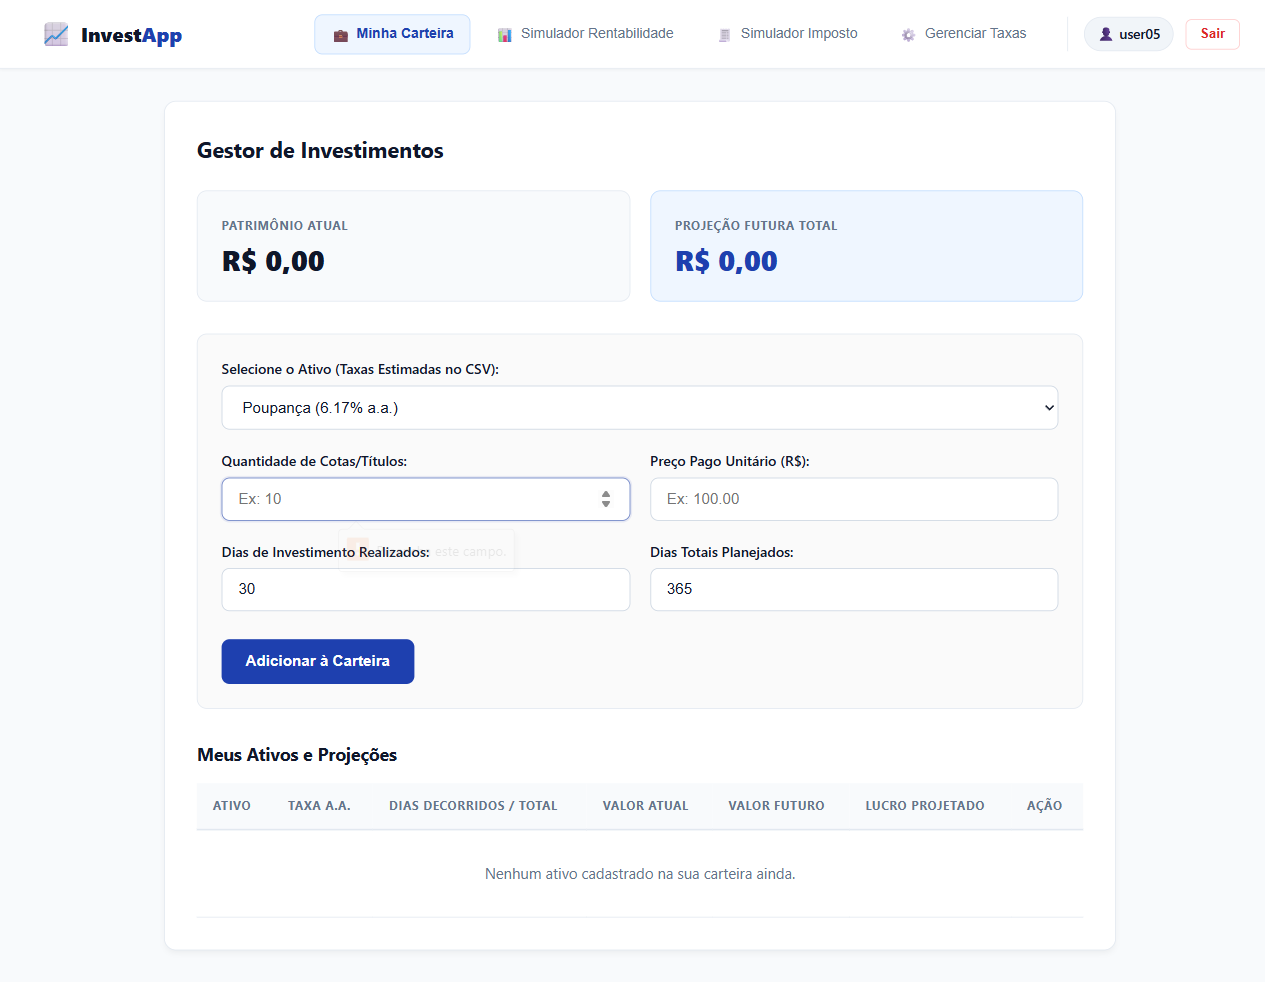 InvestApp
Minha Carteira
Simulador Rentabilidade
Simulador Imposto
Gerenciar Taxas
user05
Sair
Gestor de Investimentos
PATRIMÔNIO ATUAL
R$ 0,00
PROJEÇÃO FUTURA TOTAL
R$ 0,00
Selecione o Ativo (Taxas Estimadas no CSV):
Poupança (6.17% a.a.)
Quantidade de Cotas/Títulos:
Preço Pago Unitário (R$):
Ex: 10
Ex: 100.00
este campo.
Dias de Investimento Realizados:
Dias Totais Planejados:
30
365
Adicionar à Carteira
Meus Ativos e Projeções
ATIVO TAXA A.A. DIAS DECORRIDOS / TOTAL VALOR ATUAL VALOR FUTURO LUCRO PROJETADO AÇÃO
Nenhum ativo cadastrado na sua carteira ainda.